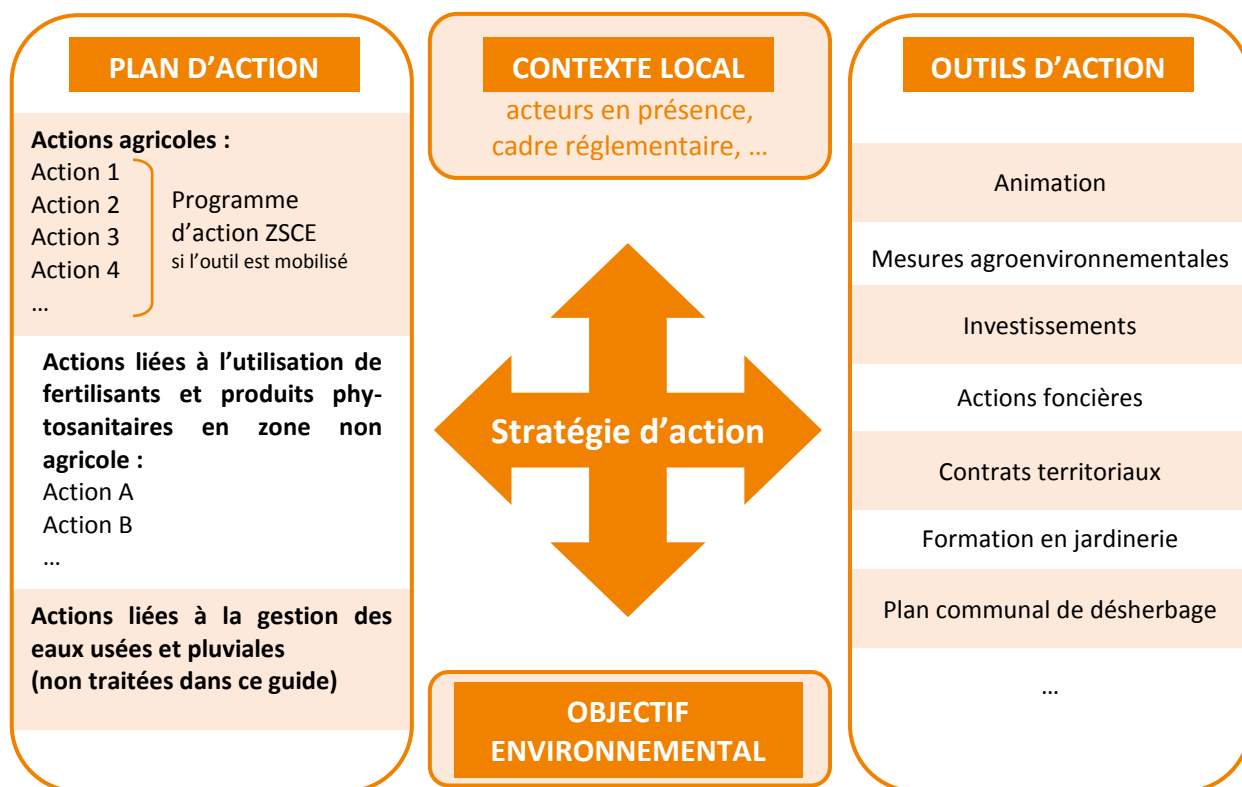 PLAN D’ACTION
Actions agricoles :
Action 1
Action 2
Action 3
Action 4
…
Programme
d’action ZSCE
si l’outil est mobilisé
Actions liées à l’utilisation de
fertilisants et produits phy-
tosanitaires en zone non
agricole :
Action A
Action B
…
Actions liées à la gestion des
eaux usées et pluviales
(non traitées dans ce guide)
CONTEXTE LOCAL
acteurs en présence,
cadre réglementaire, …
Stratégie d’action
OBJECTIF
ENVIRONNEMENTAL
OUTILS D’ACTION
Animation
Mesures agroenvironnementales
Investissements
Actions foncières
Contrats territoriaux
Formation en jardinerie
Plan communal de désherbage
…